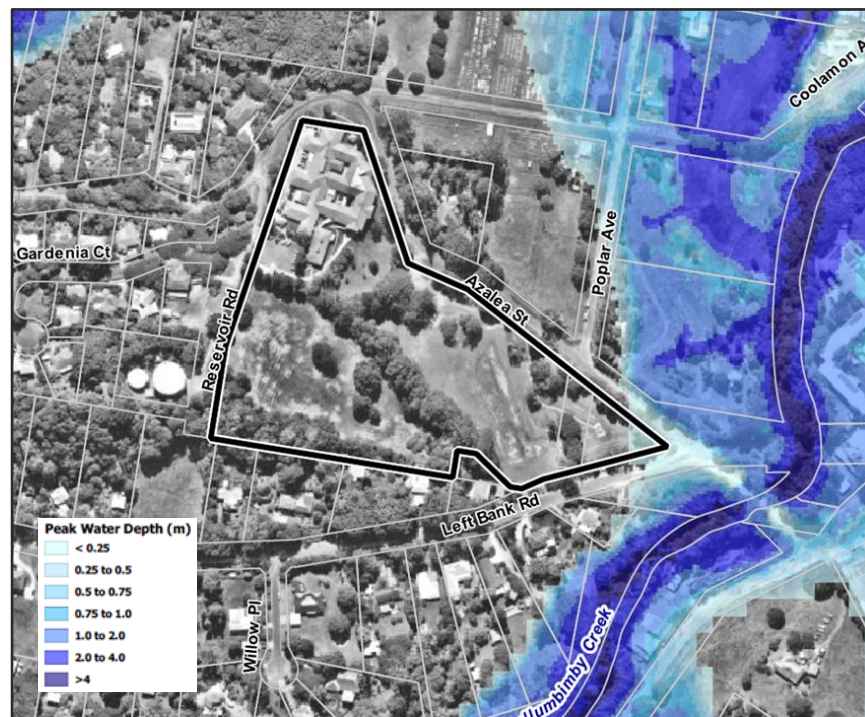 Coolamon A
Gardenia Ct
Poplar Ave
Azalea St
Reservoir Rd
Left Bank Rd
Willow Pl
llumbimby Creek
Peak Water Depth (m)
< 0.25
0.25 to 0.5
0.5 to 0.75
0.75 to 1.0
1.0 to 2.0
2.0 to 4.0
>4